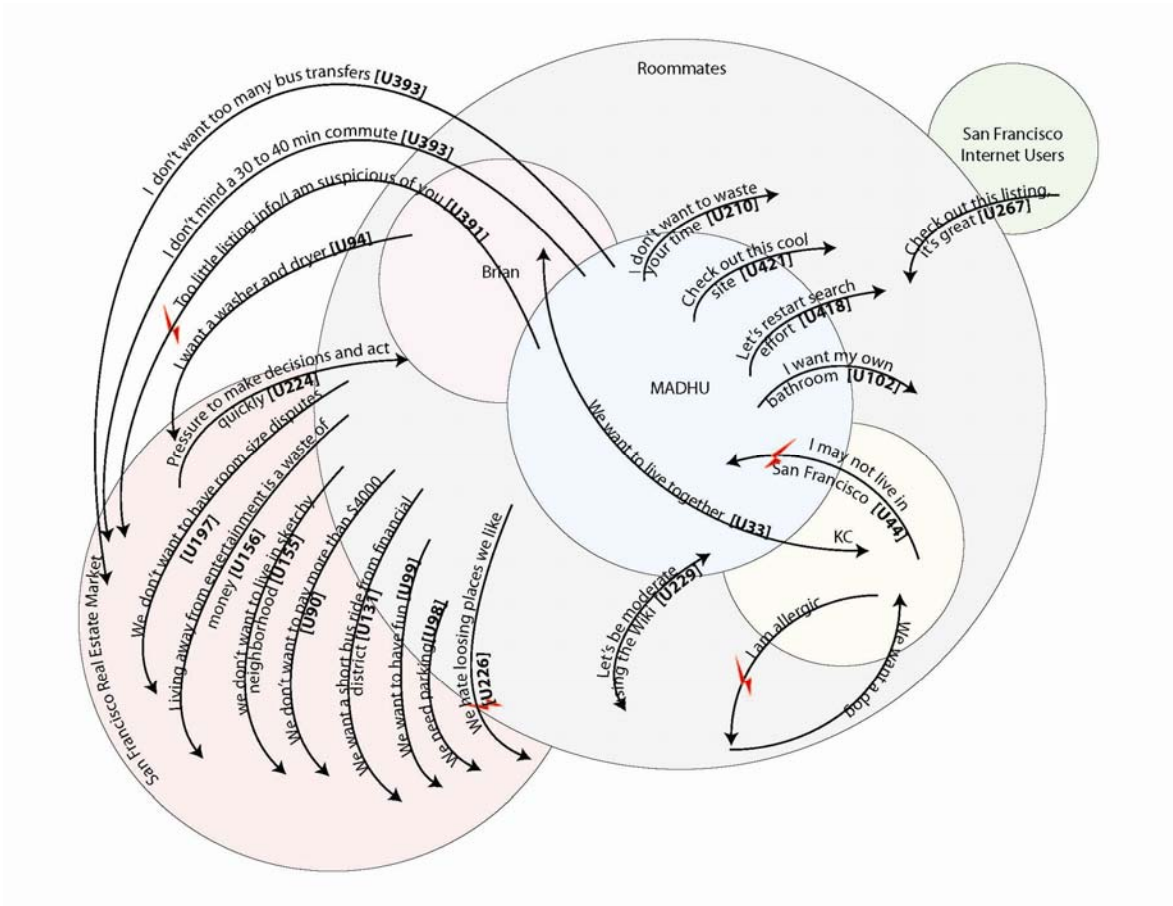 Roommates
San Francisco
Internet Users
I don't want too many bus transfers [U393]
I don't mind a 30 to 40 min commute [U393]
Too little listing info/I am suspicious of you [U391]
I want a washer and dryer [U94]
Brian
I don't want to waste
your time [U210]
Check out this listing,
it's great [U267]
Check out this cool
site [U421]
Let's restart search
effort [U418]
I want my own
bathroom [U102]
MADHU
Pressure to make decisions and act
quickly [U224]
We want to live together [U33]
I may not live in
San Francisco [U44]
KC
We don't want to have room size disputes
[U197]
Living away from entertainment is a waste of
money [U156]
we don't want to live in sketchy
neighborhood [U155]
We don't want to pay more than $4000
[U90]
We want a short bus ride from financial
district [U131]
We want to have fun [U99]
We need parking [U98]
We hate loosing places we like
[U226]
Let's be moderate
using the Wiki [U229]
I am allergic
We want a dog
San Francisco Real Estate Market